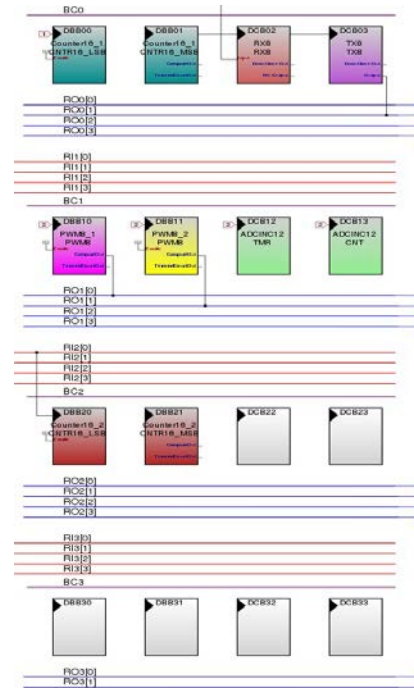 BC0
1 DBB00 DBB01 DCB02 DCB03
Counter16_1 Counter16_1 RX8 TX8
CNTR16_LSB CNTR16_MSB RX8 TX8
RO0[0]
RO0[1]
RO0[2]
RO0[3]
RI1[0]
RI1[1]
RI1[2]
RI1[3]
BC1
DBB10 DBB11 DCB12 DCB13
PWM8_1 PWM8_2 ADCINC12 ADCINC12
PWM8 PWM8 TMR CNT
RO1[0]
RO1[1]
RO1[2]
RO1[3]
RI2[0]
RI2[1]
RI2[2]
RI2[3]
BC2
DBB20 DBB21 DCB22 DCB23
Counter16_2 Counter16_2
CNTR16_LSB CNTR16_MSB
RO2[0]
RO2[1]
RO2[2]
RO2[3]
RI3[0]
RI3[1]
RI3[2]
RI3[3]
BC3
DBB30 DBB31 DCB32 DCB33
RO3[0]
RO3[1]